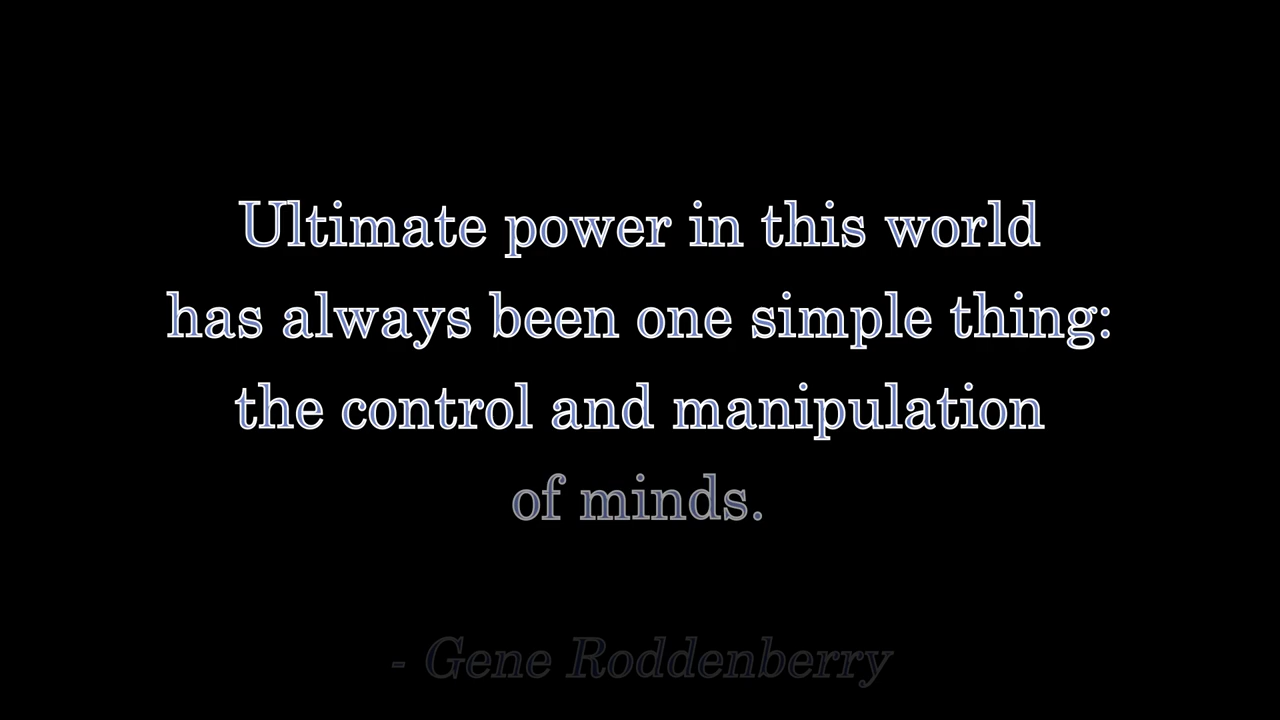 Ultimate power in this world
has always been one simple thing:
the control and manipulation
of minds.
- Gene Roddenberry